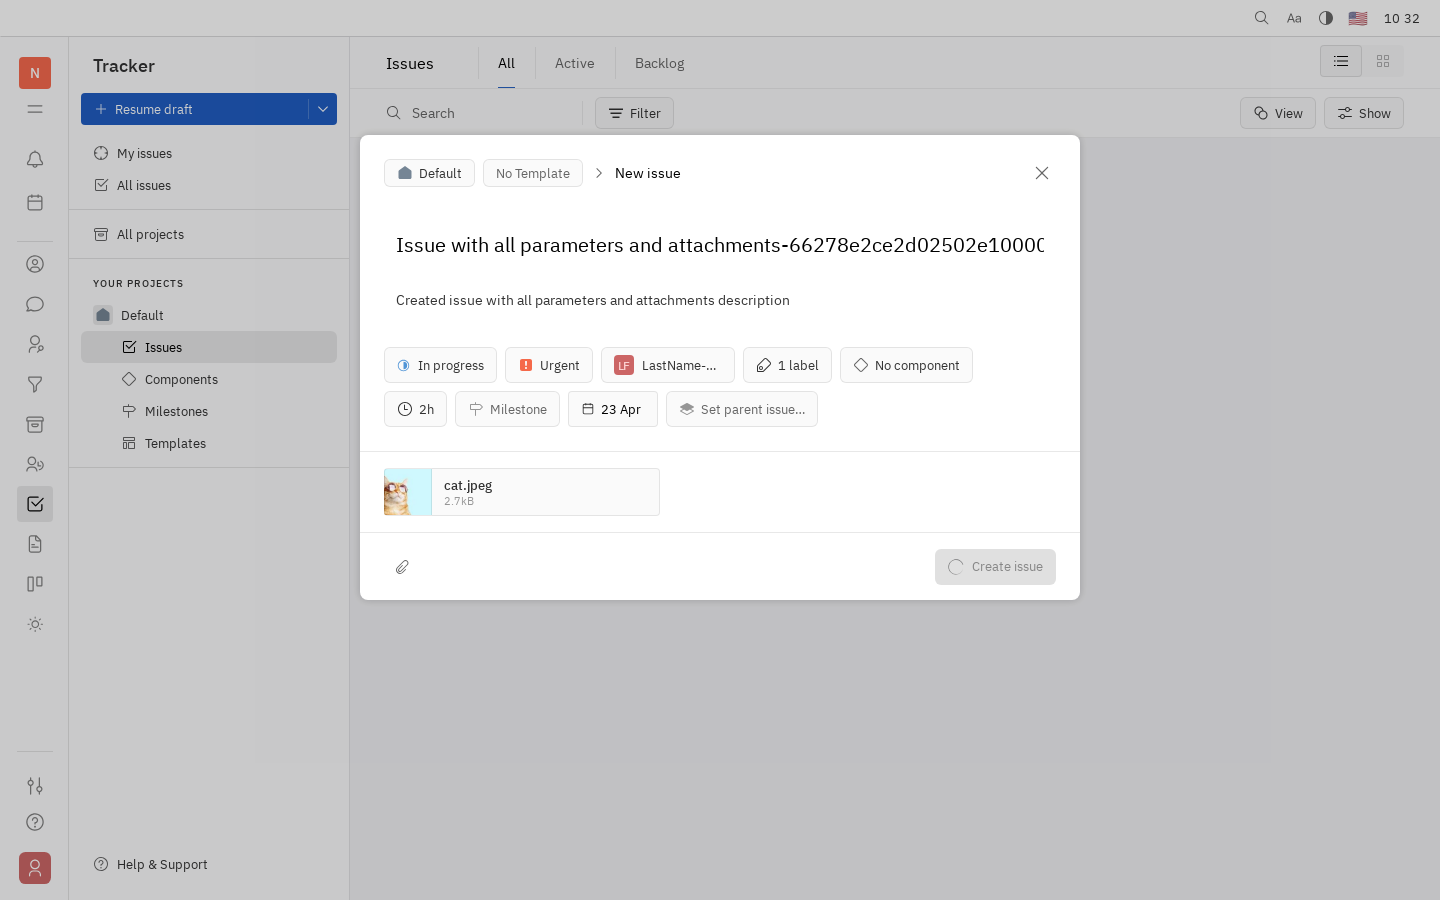 Aa 10 32
N
Tracker
Resume draft
My issues
All issues
All projects
YOUR PROJECTS
Default
Issues
Components
Milestones
Templates
Help & Support
Issues All Active Backlog
Search Filter View Show
Default No Template New issue
Issue with all parameters and attachments-66278e2ce2d02502e1000
Created issue with all parameters and attachments description
In progress Urgent LF LastName-... 1 label No component
2h Milestone 23 Apr Set parent issue...
cat.jpeg
2.7kB
Create issue